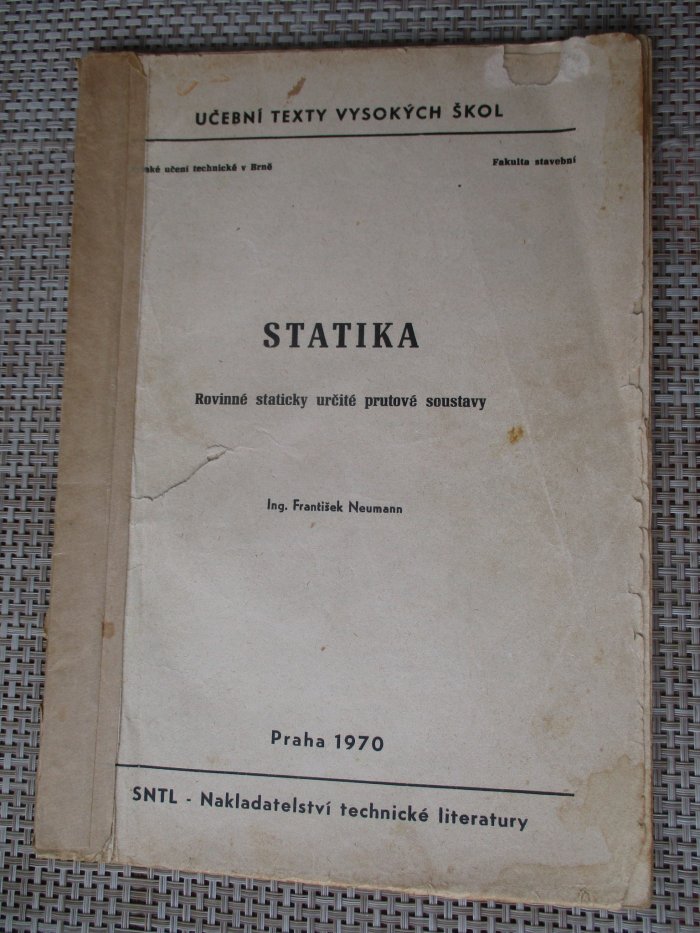 UČEBNÍ TEXTY VYSOKÝCH ŠKOL
učení technické v Brně Fakulta stavební
STATIKA
Rovinné staticky určité prutové soustavy
Ing. František Neumann
Praha 1970
SNTL - Nakladatelství technické literatury